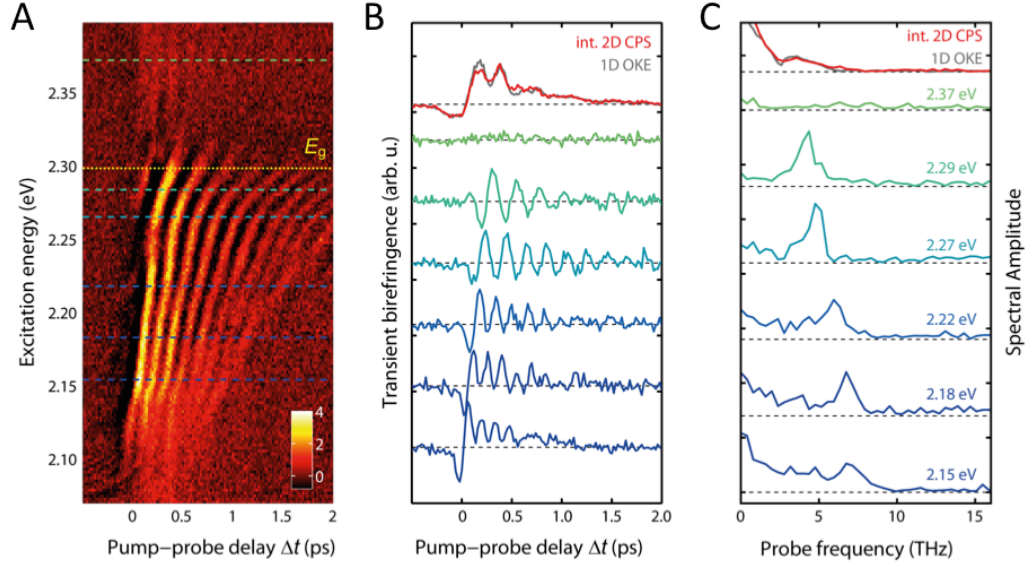 A
B
C
Excitation energy (eV)
2.35
2.30
2.25
2.20
2.15
2.10
E_g
4
2
0
0
0.5
1
1.5
2
Pump–probe delay Δt (ps)
Transient birefringence (arb. u.)
int. 2D CPS
1D OKE
0
0.5
1.0
1.5
2.0
Pump–probe delay Δt (ps)
int. 2D CPS
1D OKE
2.37 eV
2.29 eV
2.27 eV
2.22 eV
2.18 eV
2.15 eV
0
5
10
15
Probe frequency (THz)
Spectral Amplitude